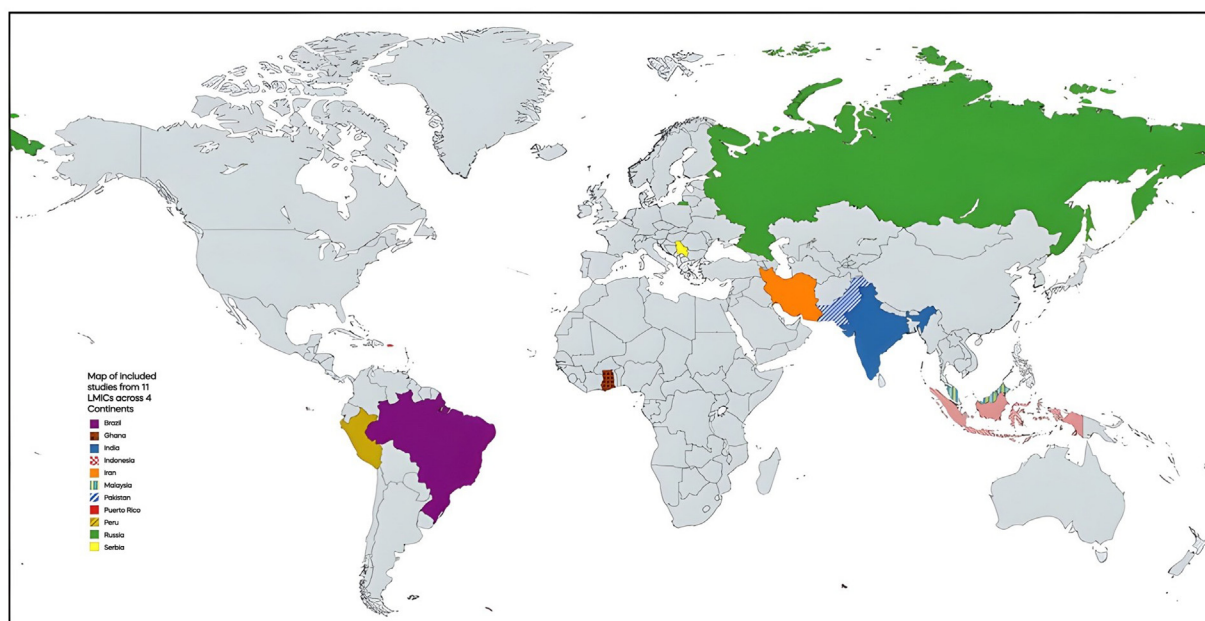 Map of included
studies from 11
LMICs across 4
Continents
Brazil
Ghana
India
Indonesia
Iran
Malaysia
Pakistan
Puerto Rico
Peru
Russia
Serbia